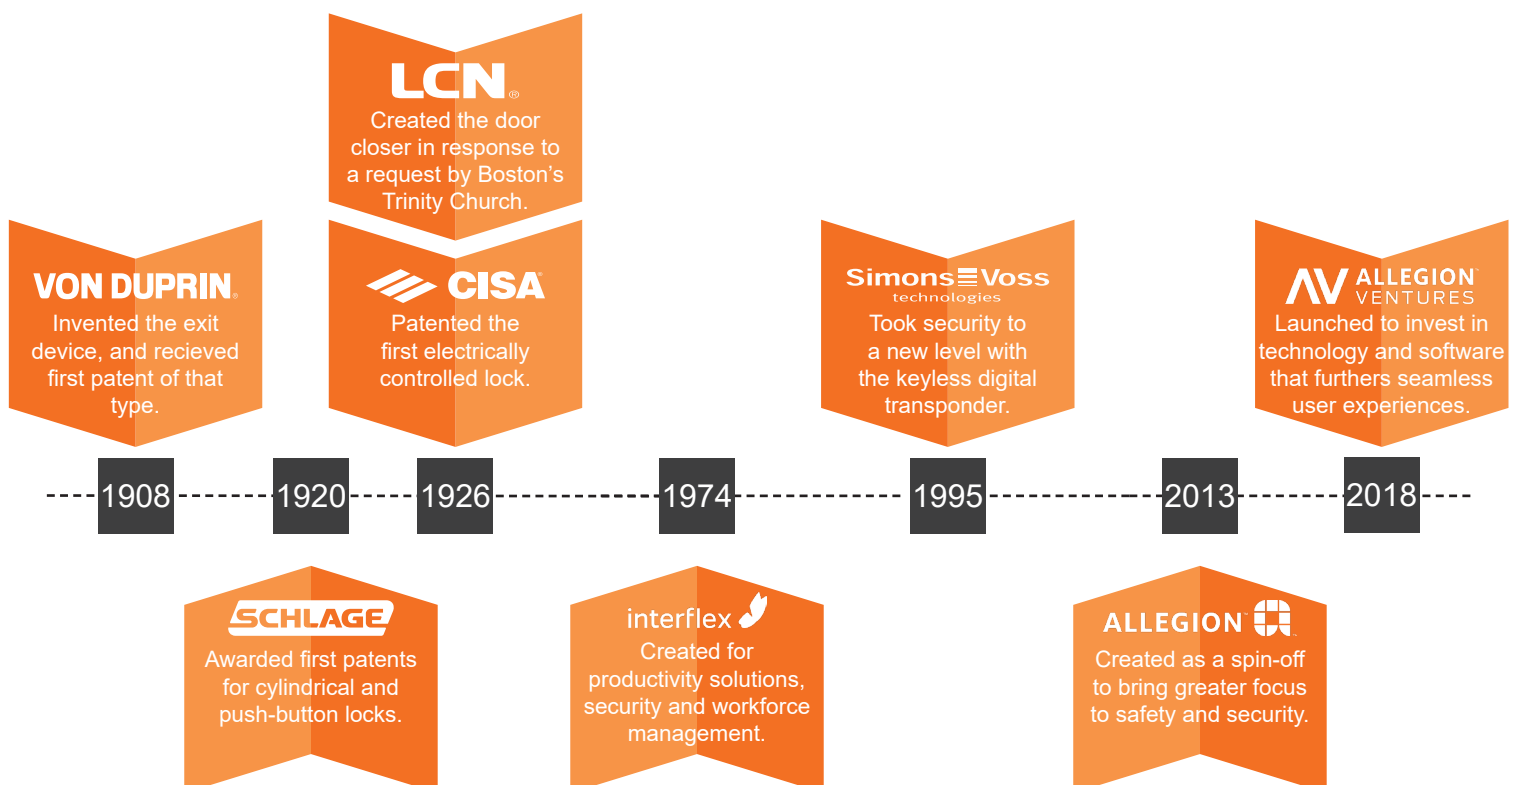 LCN®
Created the door
closer in response to
a request by Boston’s
Trinity Church.
VON DUPRIN®
Invented the exit
device, and recieved
first patent of that
type.
CISA®
Patented the
first electrically
controlled lock.
Simons Voss
technologies
Took security to
a new level with
the keyless digital
transponder.
AV ALLEGION™
VENTURES
Launched to invest in
technology and software
that furthers seamless
user experiences.
1908
1920
1926
1974
1995
2013
2018
SCHLAGE
Awarded first patents
for cylindrical and
push-button locks.
interflex
Created for
productivity solutions,
security and workforce
management.
ALLEGION™
Created as a spin-off
to bring greater focus
to safety and security.